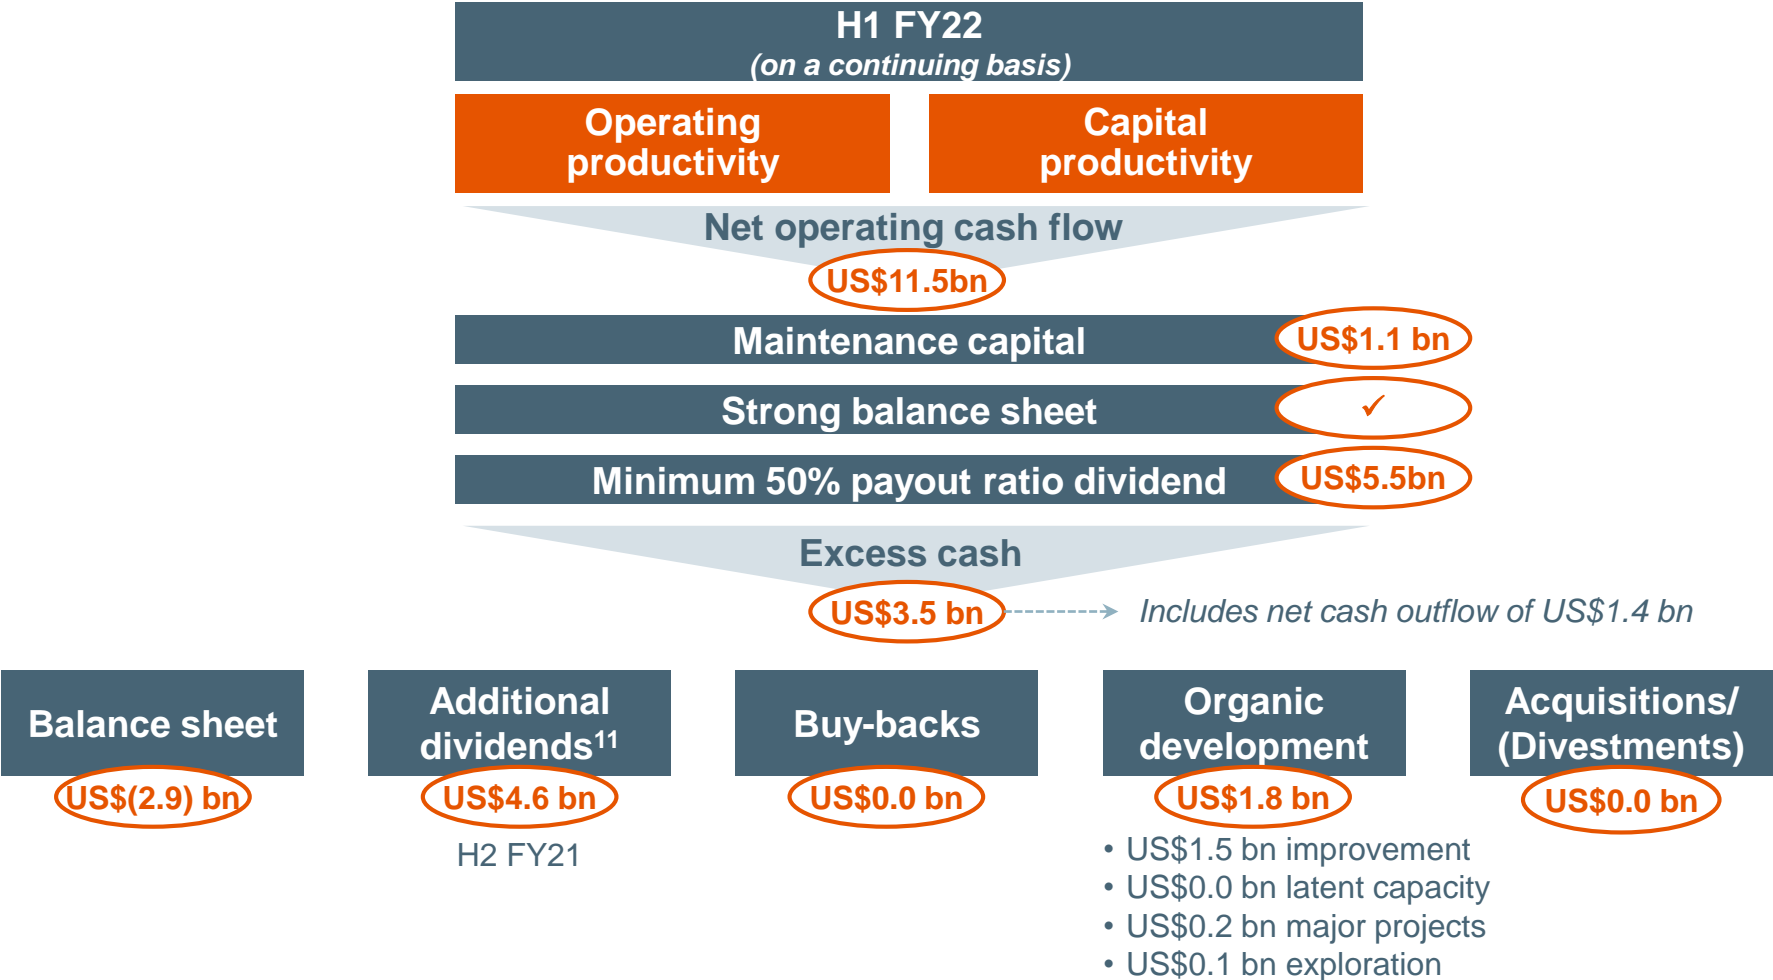 H1 FY22
(on a continuing basis)
Operating
productivity
Capital
productivity
Net operating cash flow
US$11.5bn
Maintenance capital
US$1.1 bn
Strong balance sheet
✓
Minimum 50% payout ratio dividend
US$5.5bn
Excess cash
US$3.5 bn
Includes net cash outflow of US$1.4 bn
Balance sheet
US$(2.9) bn
Additional
dividends¹¹
US$4.6 bn
H2 FY21
Buy-backs
US$0.0 bn
Organic
development
US$1.8 bn
• US$1.5 bn improvement
• US$0.0 bn latent capacity
• US$0.2 bn major projects
• US$0.1 bn exploration
Acquisitions/
(Divestments)
US$0.0 bn